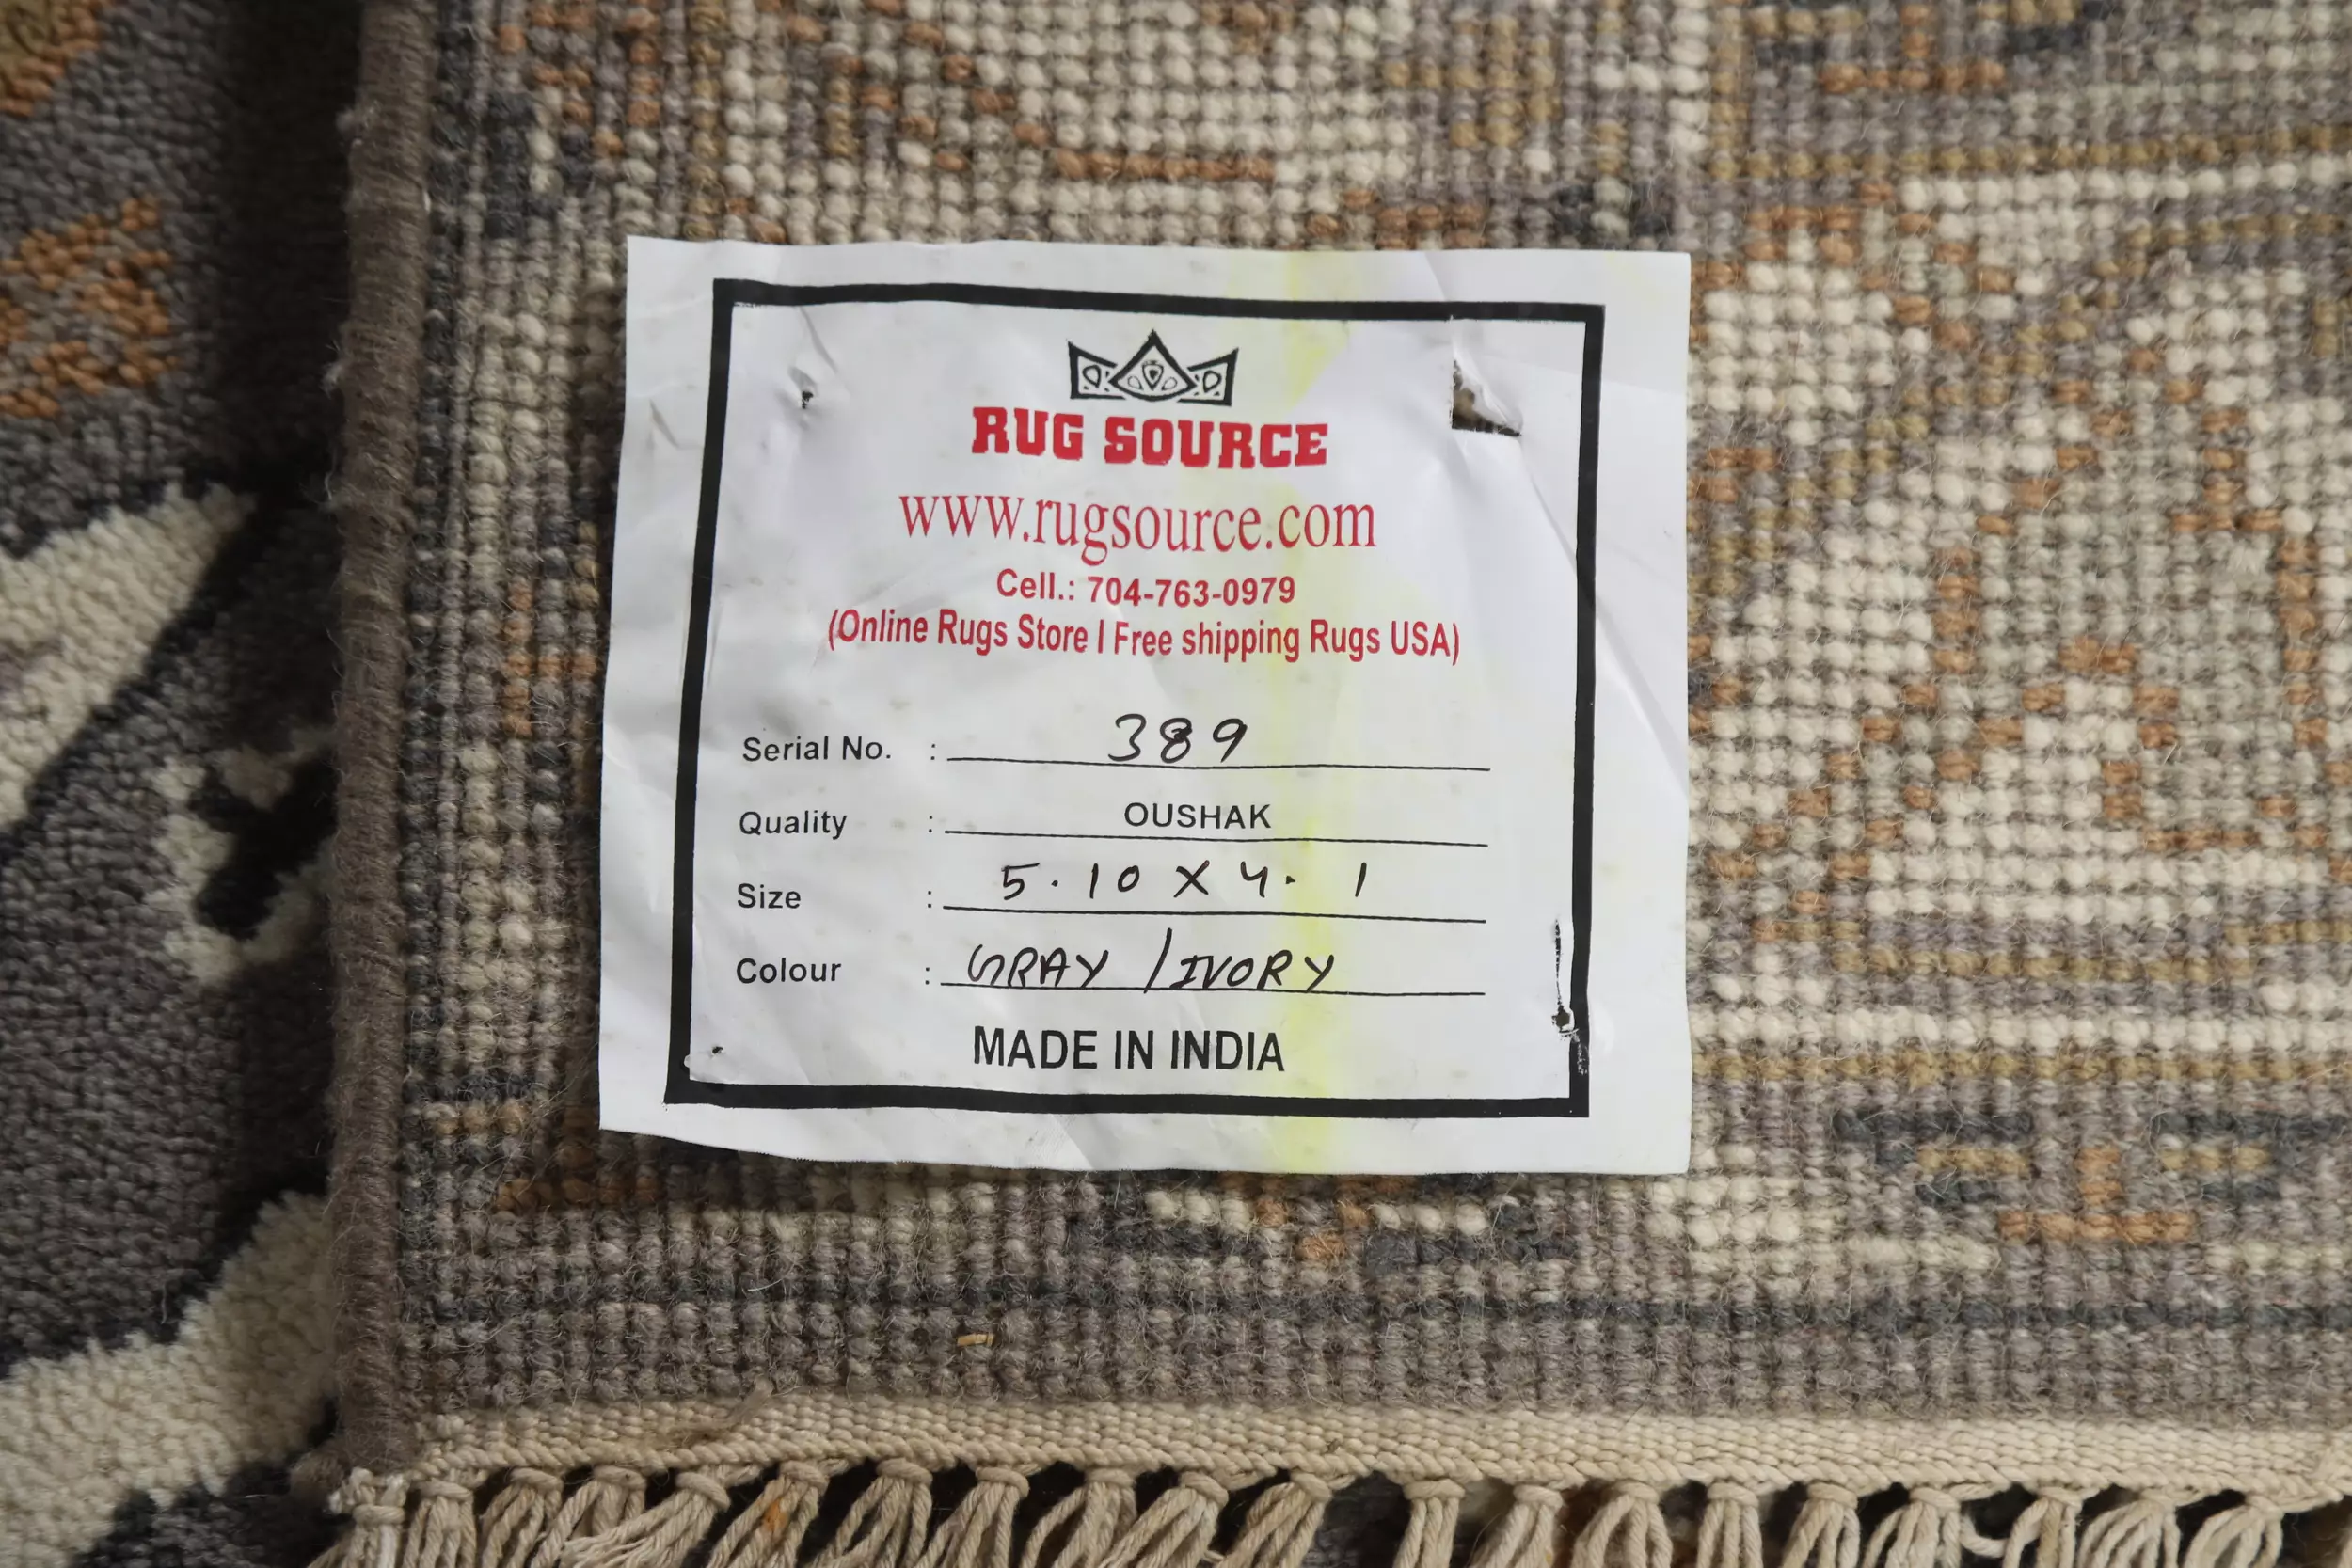 RUG SOURCE
www.rugsource.com
Cell.: 704-763-0979
(Online Rugs Store | Free shipping Rugs USA)
Serial No. : 389
Quality : OUSHAK
Size : 5.10 X 4. 1
Colour : GRAY / IVORY
MADE IN INDIA